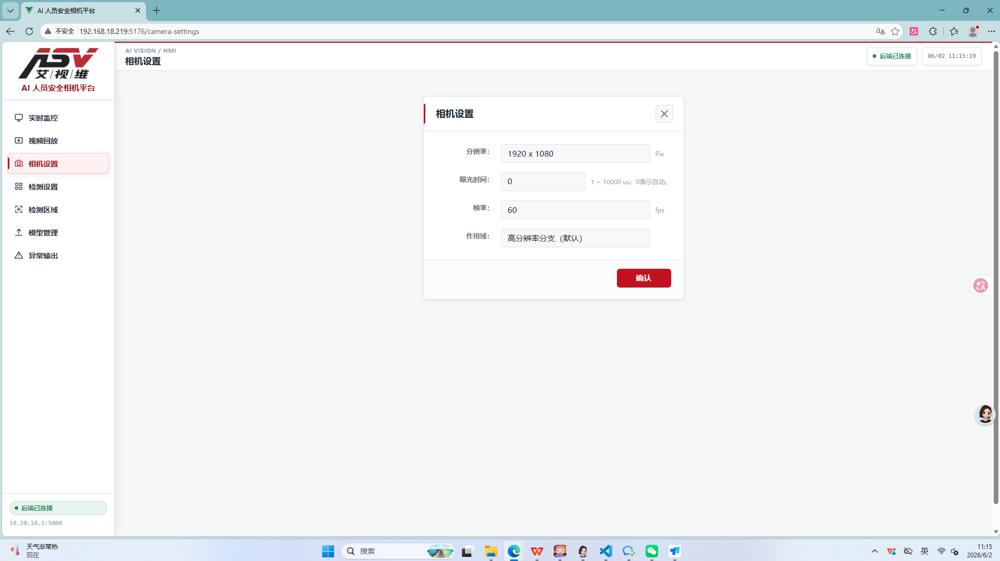 AI 人员安全相机平台
不安全 192.168.18.219:5176/camera-settings
ASV
艾视维
AI 人员安全相机平台
实时监控
视频回放
相机设置
检测设置
检测区域
模型管理
异常输出
后端已连接
10.10.10.2:5000
AI VISION / HMI
相机设置
后端已连接
06/02 11:15:19
相机设置
分辨率: 1920 x 1080 Pix
曝光时间: 0 1 ~ 10000 us; 0表示自动。
帧率: 60 fps
作用域: 高分辨率分支（默认）
确认
天气非常热
现在
搜索
英
11:15
2026/6/2